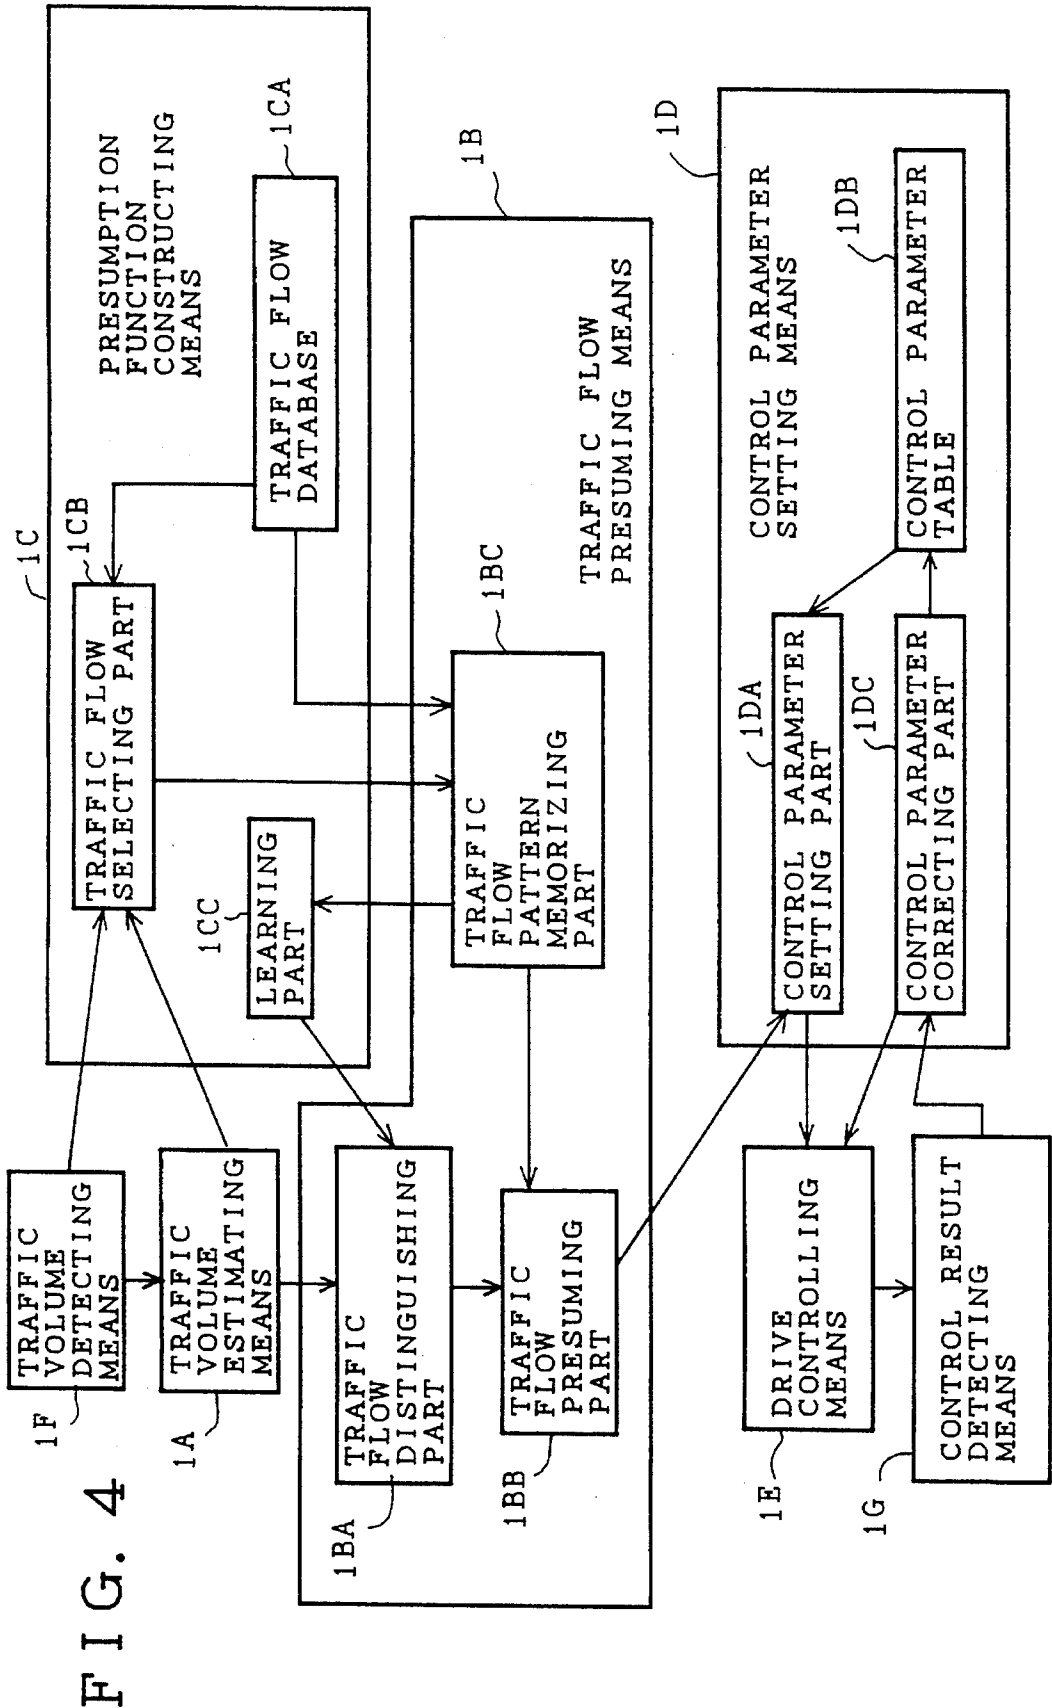 FIG. 4
1F
TRAFFIC
VOLUME
DETECTING
MEANS
1A
TRAFFIC
VOLUME
ESTIMATING
MEANS
1C
PRESUMPTION
FUNCTION
CONSTRUCTING
MEANS
1CB
TRAFFIC FLOW
SELECTING PART
1CA
TRAFFIC FLOW
DATABASE
1CC
LEARNING
PART
1B
TRAFFIC FLOW
PRESUMING MEANS
1BA
TRAFFIC
FLOW
DISTINGUISHING
PART
1BB
TRAFFIC
FLOW
PRESUMING
PART
1BC
TRAFFIC
FLOW
PATTERN
MEMORIZING
PART
1D
CONTROL PARAMETER
SETTING MEANS
1DA
CONTROL PARAMETER
SETTING PART
1DB
CONTROL PARAMETER
TABLE
1DC
CONTROL PARAMETER
CORRECTING PART
1E
DRIVE
CONTROLLING
MEANS
1G
CONTROL RESULT
DETECTING
MEANS